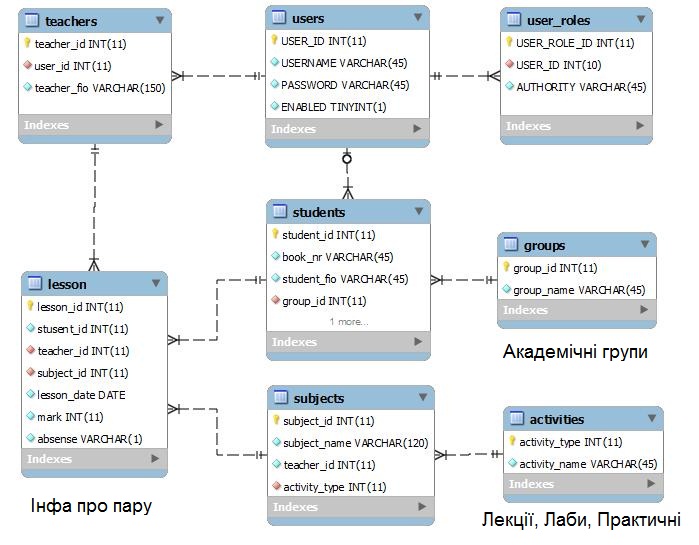 teachers
teacher_id INT(11)
user_id INT(11)
teacher_fio VARCHAR(150)
Indexes
users
USER_ID INT(11)
USERNAME VARCHAR(45)
PASSWORD VARCHAR(45)
ENABLED TINYINT(1)
Indexes
user_roles
USER_ROLE_ID INT(11)
USER_ID INT(10)
AUTHORITY VARCHAR(45)
Indexes
students
student_id INT(11)
book_nr VARCHAR(45)
student_fio VARCHAR(45)
group_id INT(11)
1 more...
Indexes
groups
group_id INT(11)
group_name VARCHAR(45)
Indexes
Академічні групи
lesson
lesson_id INT(11)
stusent_id INT(11)
teacher_id INT(11)
subject_id INT(11)
lesson_date DATE
mark INT(11)
absense VARCHAR(1)
Indexes
Інфа про пару
subjects
subject_id INT(11)
subject_name VARCHAR(120)
teacher_id INT(11)
activity_type INT(11)
Indexes
activities
activity_type INT(11)
activity_name VARCHAR(45)
Indexes
Лекції, Лаби, Практичні